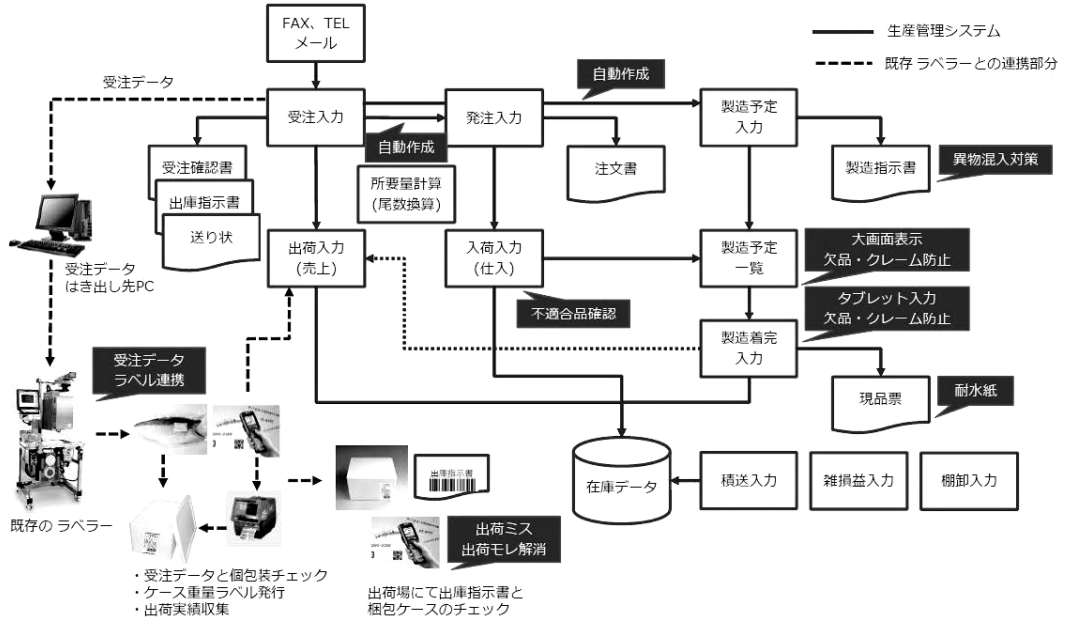 FAX、TEL
メール
生産管理システム
既存 ラベラーとの連携部分
受注データ
自動作成
受注入力
発注入力
製造予定
入力
自動作成
受注確認書
出庫指示書
送り状
所要量計算
(尾数換算)
注文書
製造指示書
異物混入対策
受注データ
はき出し先PC
出荷入力
(売上)
入荷入力
(仕入)
製造予定
一覧
大画面表示
欠品・クレーム防止
不適合品確認
タブレット入力
欠品・クレーム防止
製造着完
入力
受注データ
ラベル連携
現品票
耐水紙
出庫指示書
在庫データ
積送入力
雑損益入力
棚卸入力
既存の ラベラー
出荷ミス
出荷モレ解消
・受注データと個包装チェック
・ケース重量ラベル発行
・出荷実績収集
出荷場にて出庫指示書と
梱包ケースのチェック